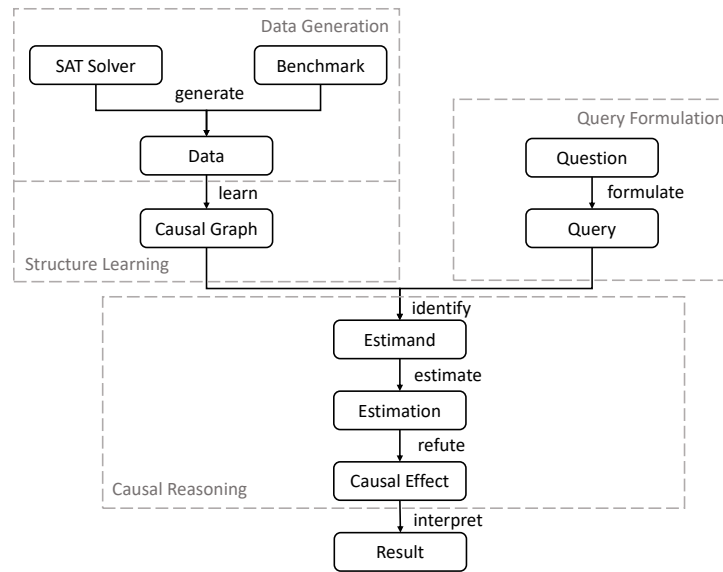 Data Generation
SAT Solver
Benchmark
generate
Data
learn
Causal Graph
Structure Learning
Query Formulation
Question
formulate
Query
identify
Estimand
estimate
Estimation
refute
Causal Effect
Causal Reasoning
interpret
Result